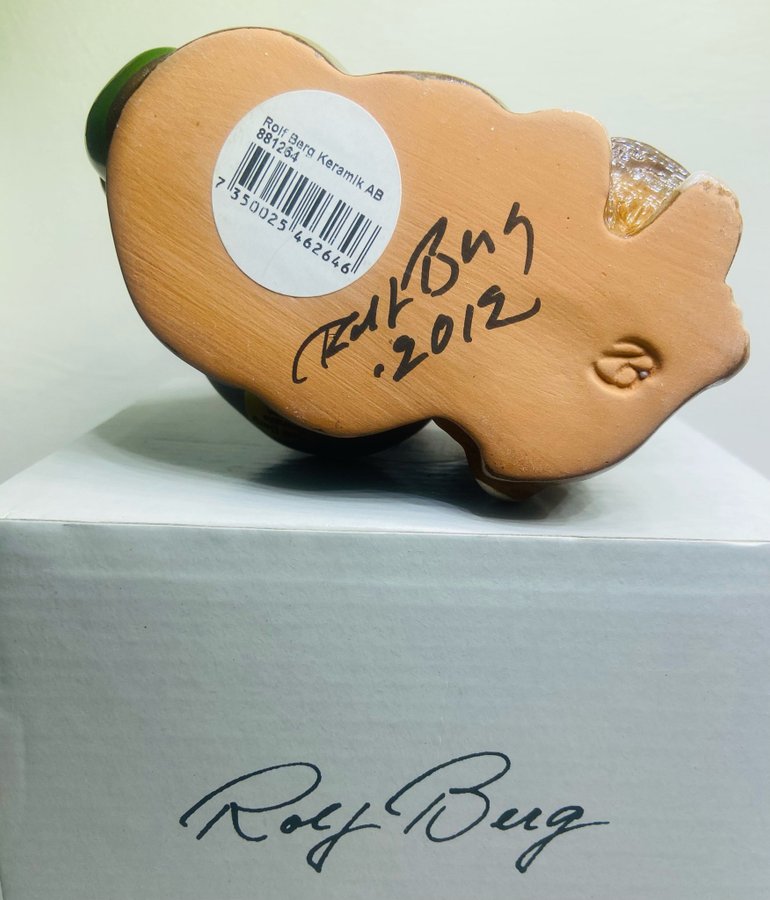 Rolf Berg Keramik AB
881264
7 350025 462646
Rolf Berg
.2012
Rolf Berg